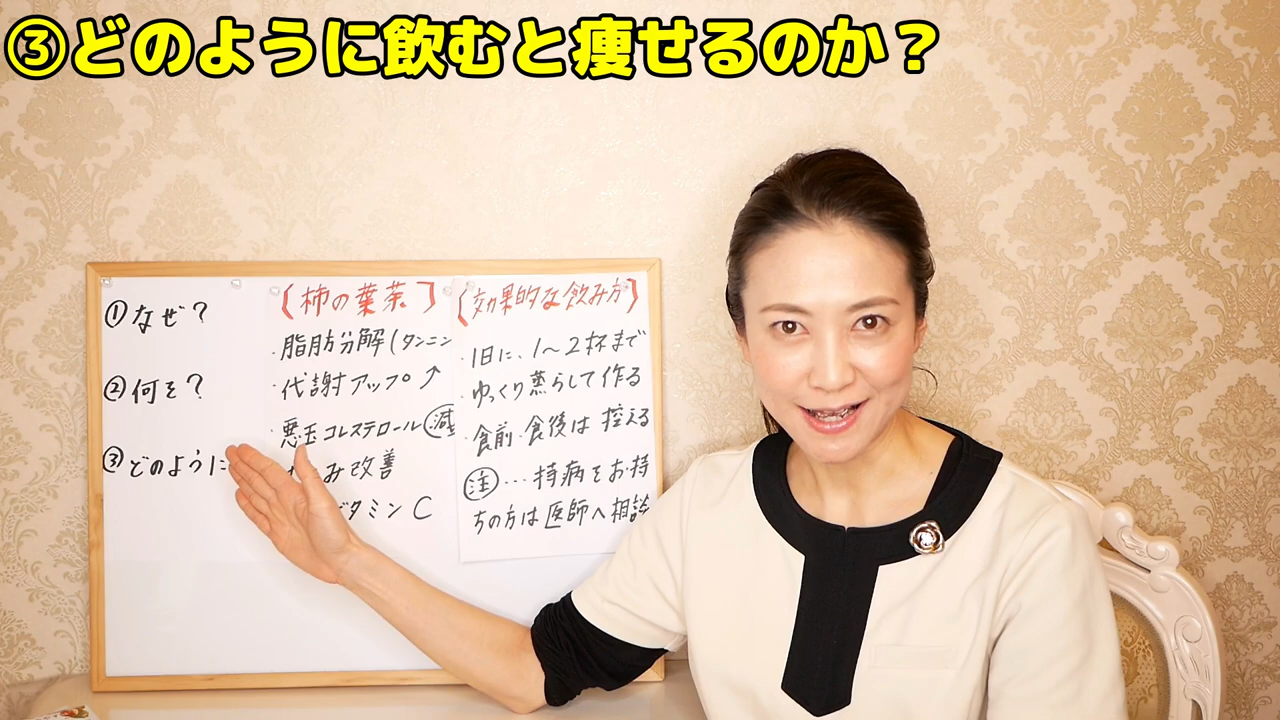 ③どのように飲むと痩せるのか？
①なぜ？
②何を？
③どのように
【柿の葉茶】
・脂肪分解(タンニン
・代謝アップ↑
・悪玉コレステロール減
み改善
ビタミンC
【効果的な飲み方】
・1日に、1〜2杯まで
・ゆっくり蒸らして作る
・食前・食後は控える
注…持病をお持
ちの方は医師へ相談